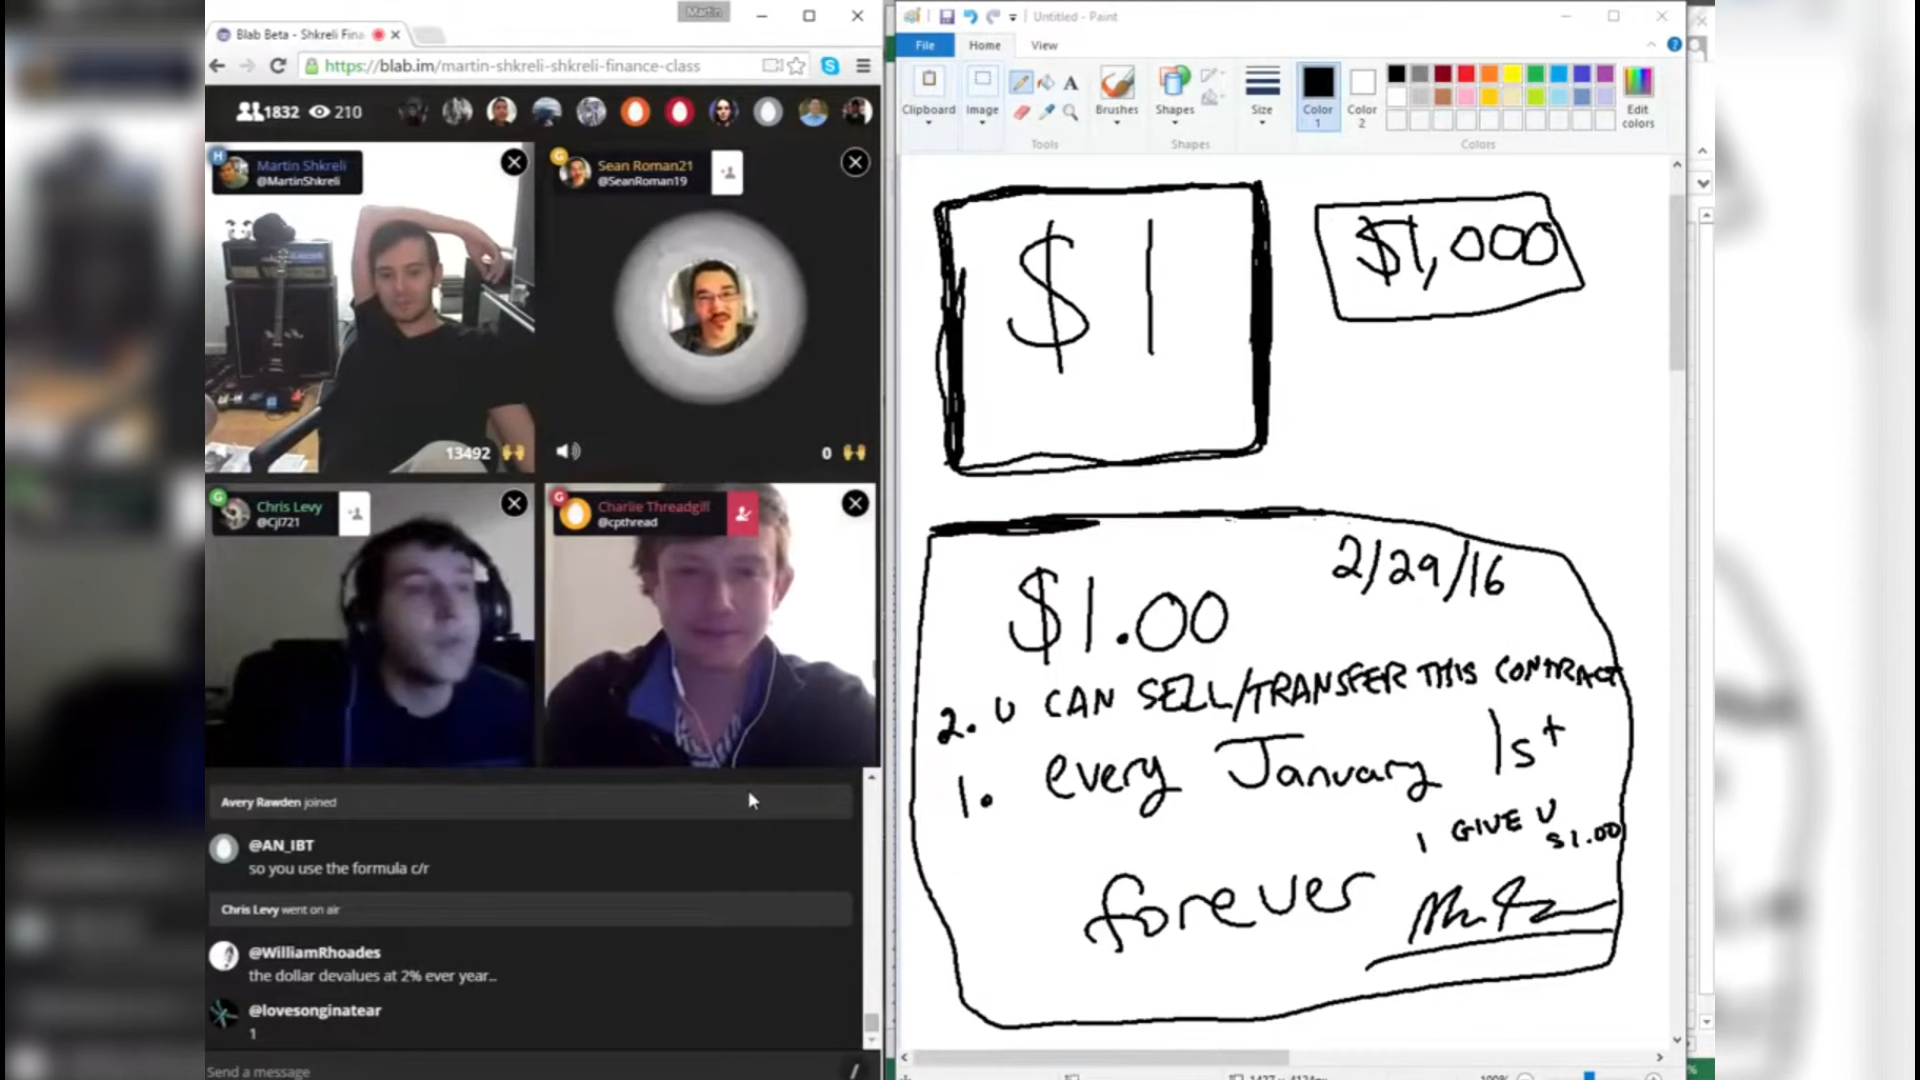 Martin
Blab Beta - Shkreli Fina
https://blab.im/martin-shkreli-shkreli-finance-class
1832 210
H
Martin Shkreli
@MartinShkreli
13492
G
Sean Roman21
@SeanRoman19
0
G
Chris Levy
@Cjl721
G
Charlie Threadgill
@cpthread
Avery Rawden joined
@AN_IBT
so you use the formula c/r
Chris Levy went on air
@WilliamRhoades
the dollar devalues at 2% ever year...
@lovesonginatear
1
Send a message
/
Untitled - Paint
File Home View
Clipboard
Image
Tools
Brushes
Shapes
Shapes
Size
Color
1
Color
2
Edit
colors
Colors
$ 1
$1,000
2/29/16
$1.00
2. U CAN SELL/TRANSFER THIS CONTRACT
1. every January 1st
I GIVE U
$1.00
forever
100%